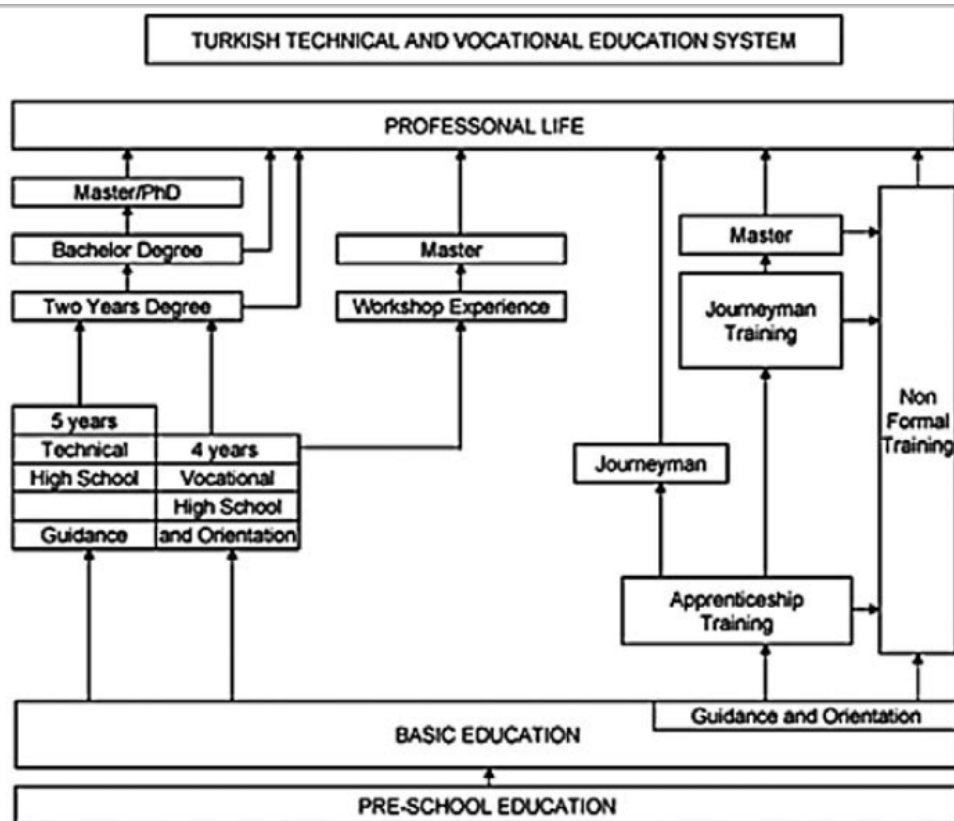 TURKISH TECHNICAL AND VOCATIONAL EDUCATION SYSTEM
PROFESSONAL LIFE
Master/PhD
Bachelor Degree
Two Years Degree
5 years
Technical
High School
Guidance
4 years
Vocational
High School
and Orientation
Master
Workshop Experience
Journeyman
Master
Journeyman
Training
Apprenticeship
Training
Non
Formal
Training
Guidance and Orientation
BASIC EDUCATION
PRE-SCHOOL EDUCATION